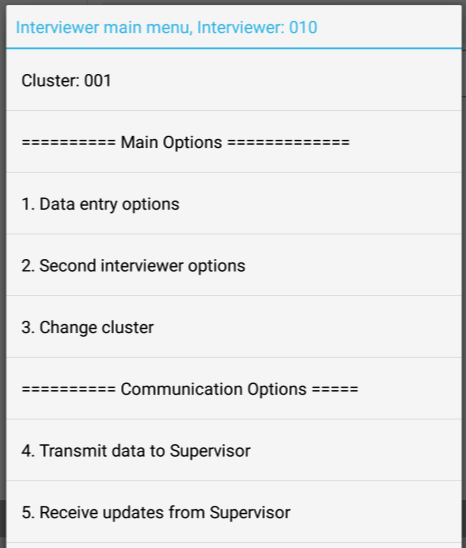 Interviewer main menu, Interviewer: 010
Cluster: 001
========== Main Options =============
1. Data entry options
2. Second interviewer options
3. Change cluster
========== Communication Options =====
4. Transmit data to Supervisor
5. Receive updates from Supervisor